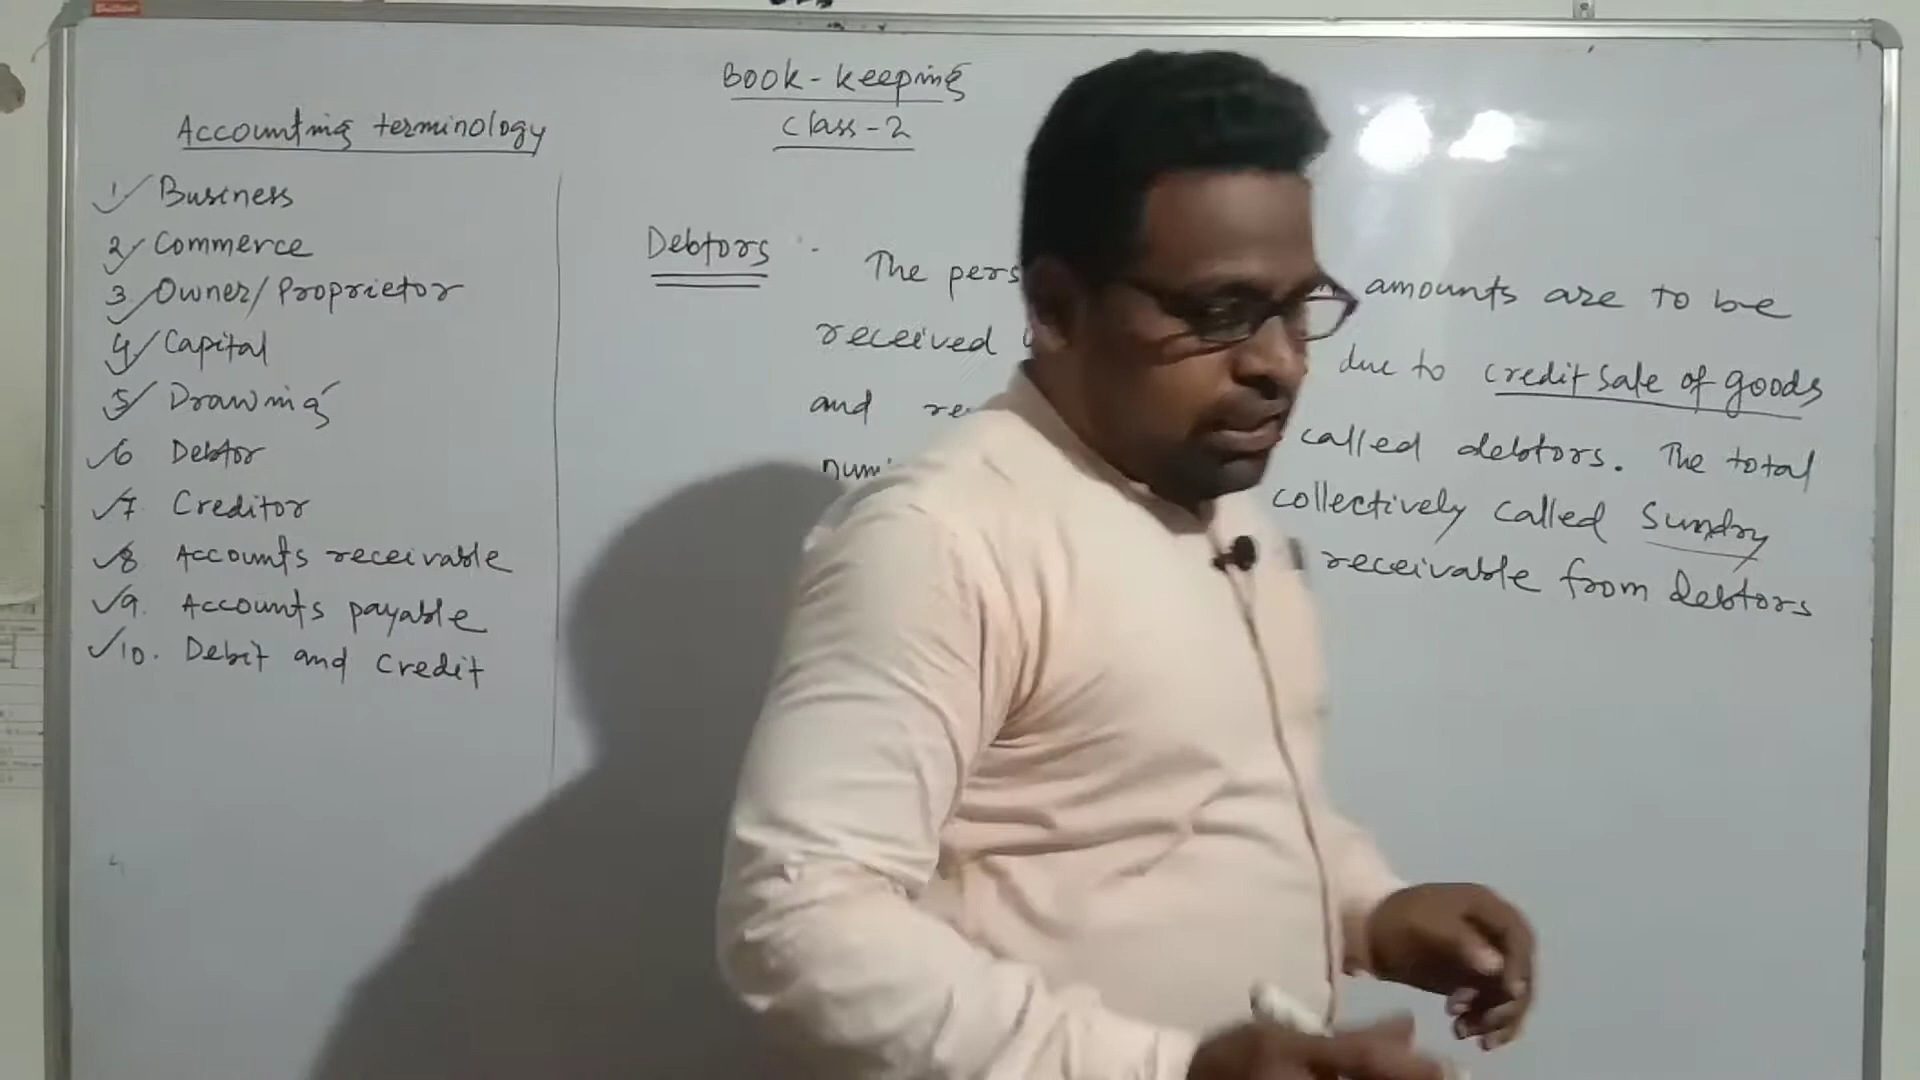 Book-keeping
Class-2
Accounting terminology
1 Business
2 Commerce
3 Owner/Proprietor
4 Capital
5 Drawing
6 Debtor
7 Creditor
8 Accounts receivable
9. Accounts payable
10. Debit and Credit
Debtors :-
The amounts are to be
received due to credit sale of goods
and called debtors. The total
collectively called Sundry
receivable from debtors